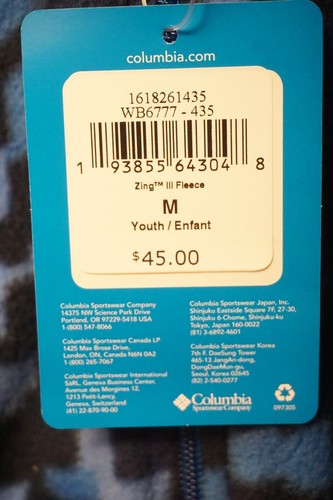 columbia.com
1618261435
WB6777 - 435
1 93855 64304 8
Zing™ III Fleece
M
Youth / Enfant
$45.00
Columbia Sportswear Company
14375 NW Science Park Drive
Portland, OR 97229-5418 USA
1-(800) 547-8066
Columbia Sportswear Canada LP
1425 Max Brose Drive,
London, ON, Canada N6N 0A2
1-(800) 265-7067
Columbia Sportswear International
SàRL, Geneva Business Center,
Avenue des Morgines 12,
1213 Petit-Lancy,
Geneva, Switzerland
(41) 22-870-90-00
Columbia Sportswear Japan, Inc.
Shinjuku Eastside Square 7F, 27-30,
Shinjuku 6-Chome, Shinjuku-ku
Tokyo, Japan 160-0022
(81) 3-6892-4601
Columbia Sportswear Korea
7th F. DaeSung Tower
465-13 JangAn-dong,
DongDaeMun-gu,
Seoul, Korea 02645
(82) 2-540-0277
Columbia
Sportswear Company
097305